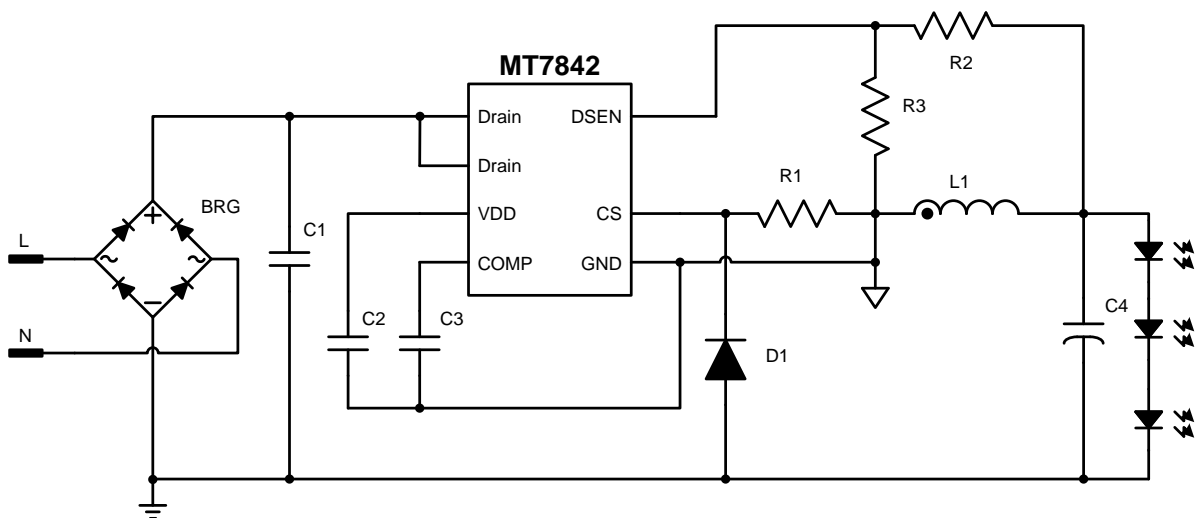 MT7842
R2
Drain
DSEN
R3
Drain
R1
L1
BRG
VDD
CS
C1
L
COMP
GND
C2
C3
C4
N
D1